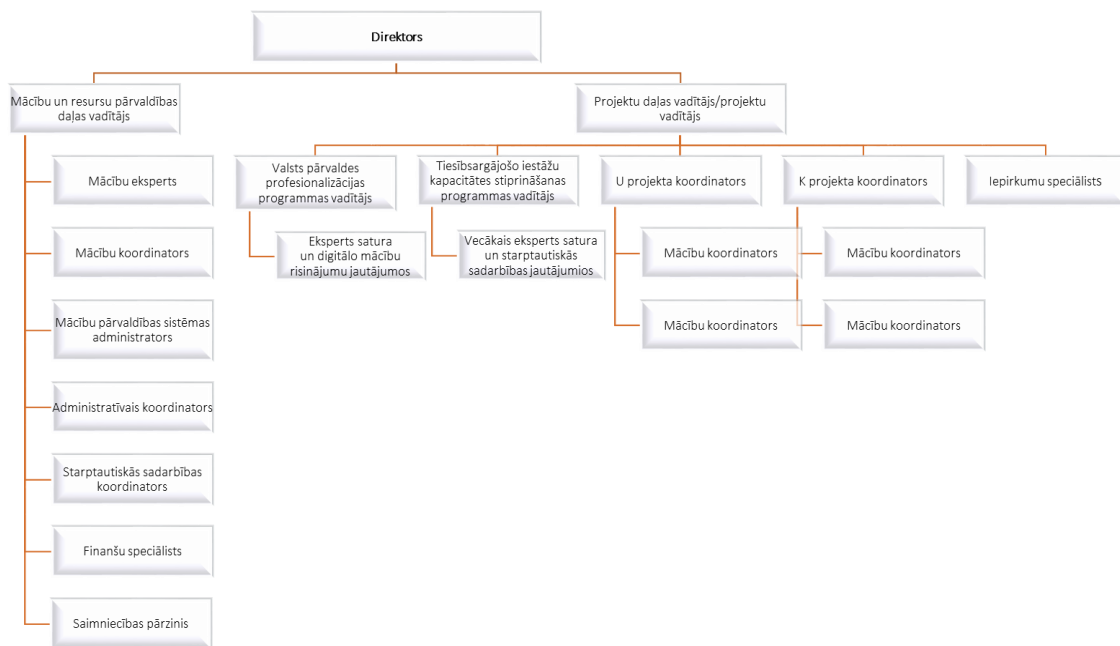 Direktors
Mācību un resursu pārvaldības
daļas vadītājs
Projektu daļas vadītājs/projektu
vadītājs
Mācību eksperts
Mācību koordinators
Mācību pārvaldības sistēmas
administrators
Administratīvais koordinators
Starptautiskās sadarbības
koordinators
Finanšu speciālists
Saimniecības pārzinis
Valsts pārvaldes
profesionalizācijas
programmas vadītājs
Eksperts satura
un digitālo mācību
risinājumu jautājumos
Tiesībsargājošo iestāžu
kapacitātes stiprināšanas
programmas vadītājs
Vecākais eksperts satura
un starptautiskās
sadarbības jautājumios
U projekta koordinators
Mācību koordinators
Mācību koordinators
K projekta koordinators
Mācību koordinators
Mācību koordinators
Iepirkumu speciālists